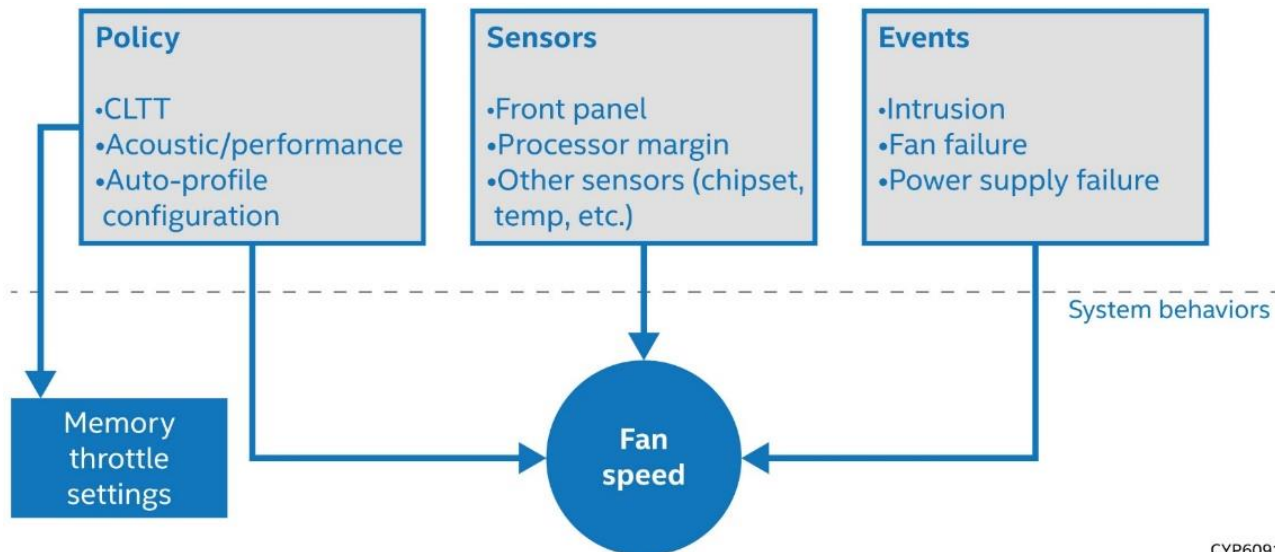 Policy
•CLTT
•Acoustic/performance
•Auto-profile
configuration
Sensors
•Front panel
•Processor margin
•Other sensors (chipset,
temp, etc.)
Events
•Intrusion
•Fan failure
•Power supply failure
System behaviors
Memory
throttle
settings
Fan
speed